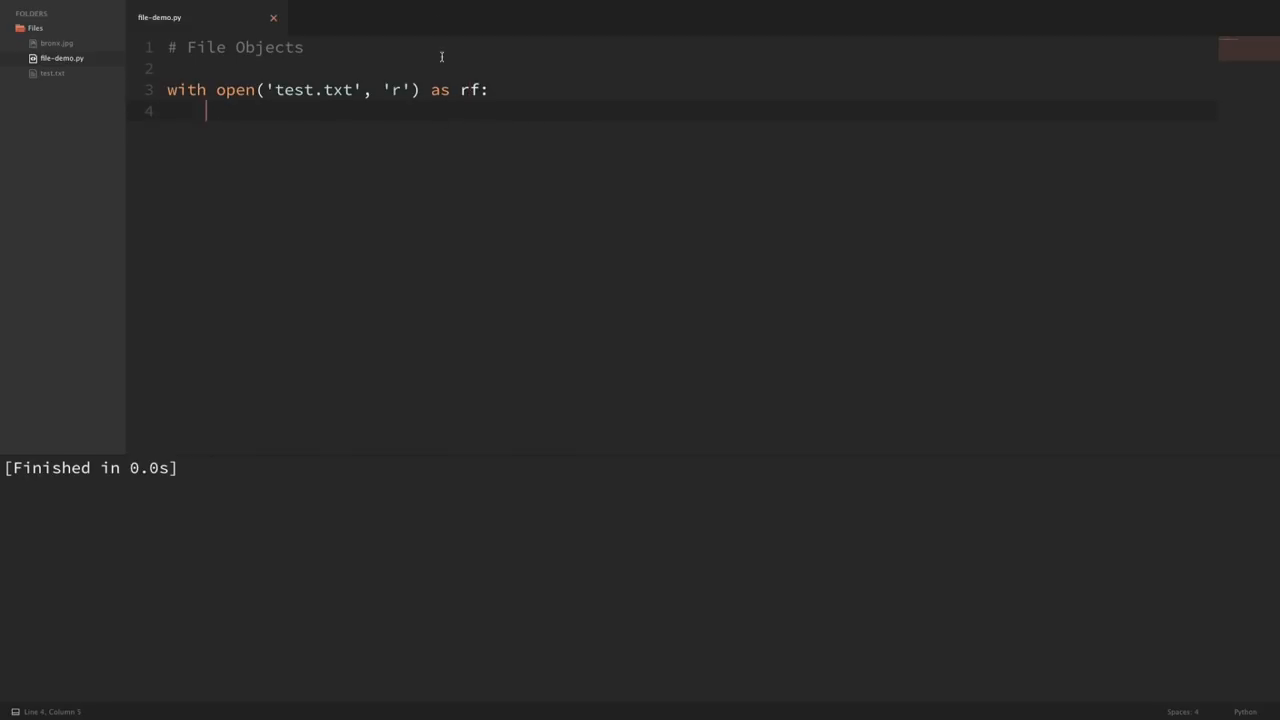 FOLDERS
Files
bronx.jpg
file-demo.py
test.txt
file-demo.py
1 # File Objects
2
3 with open('test.txt', 'r') as rf:
4
[Finished in 0.0s]
Line 4, Column 5
Spaces: 4
Python